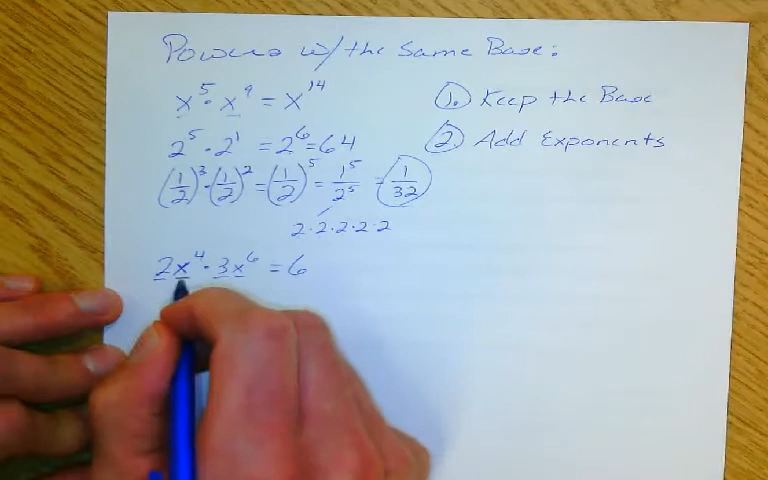 Powers w/the Same Base:
x⁵ · x⁹ = x¹⁴ ① Keep the Base
2⁵ · 2¹ = 2⁶ = 64 ② Add Exponents
(1/2)³ · (1/2)² = (1/2)⁵ = 1⁵/2⁵ = 1/32
2·2·2·2·2
2x⁴ · 3x⁶ = 6